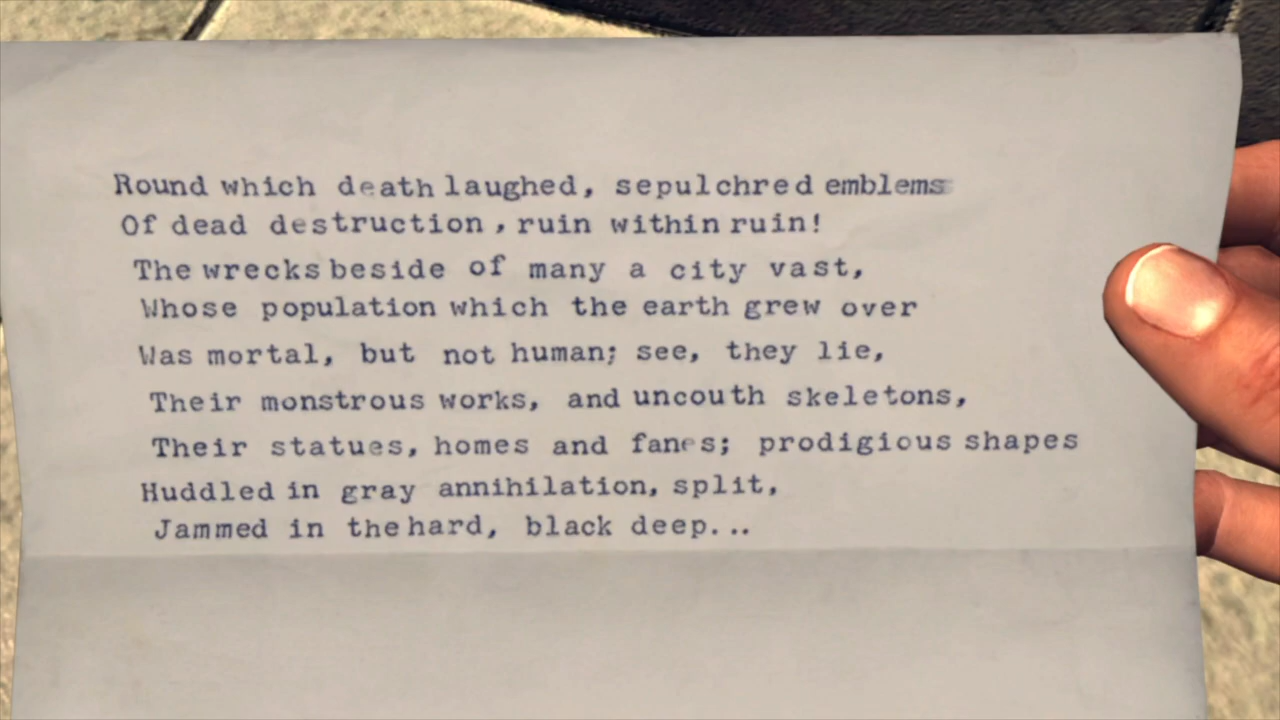 Round which death laughed, sepulchred emblems
Of dead destruction, ruin within ruin!
The wrecks beside of many a city vast,
Whose population which the earth grew over
Was mortal, but not human; see, they lie,
Their monstrous works, and uncouth skeletons,
Their statues, homes and fanes; prodigious shapes
Huddled in gray annihilation, split,
Jammed in the hard, black deep...